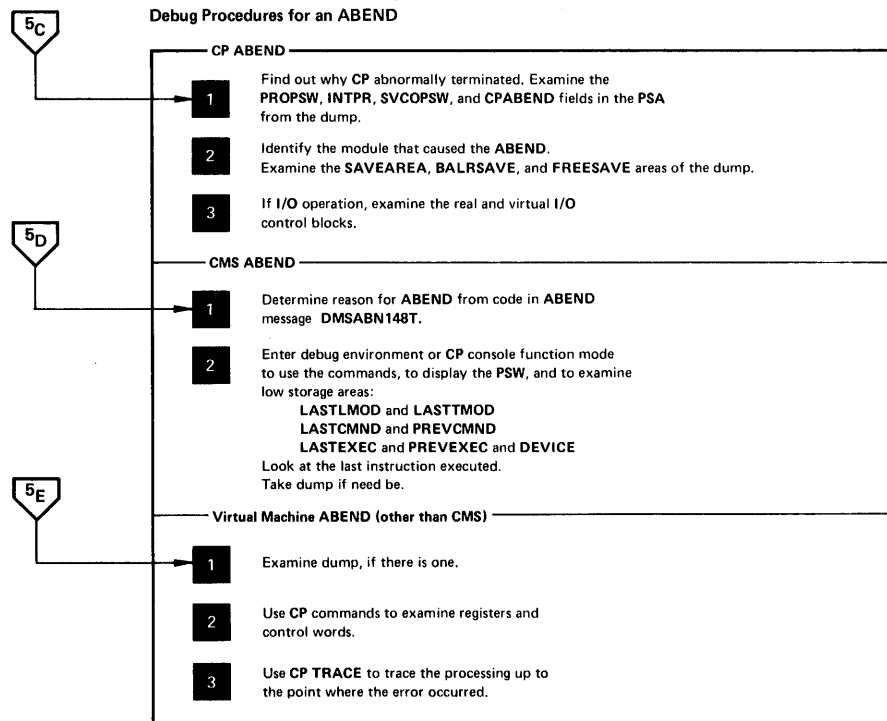 Debug Procedures for an ABEND
5C
CP ABEND
1
Find out why CP abnormally terminated. Examine the
PROPSW, INTPR, SVCOPSW, and CPABEND fields in the PSA
from the dump.
2
Identify the module that caused the ABEND.
Examine the SAVEAREA, BALRSAVE, and FREESAVE areas of the dump.
3
If I/O operation, examine the real and virtual I/O
control blocks.
5D
CMS ABEND
1
Determine reason for ABEND from code in ABEND
message DMSABN148T.
2
Enter debug environment or CP console function mode
to use the commands, to display the PSW, and to examine
low storage areas:
LASTLMOD and LASTTMOD
LASTCMND and PREVCMND
LASTEXEC and PREVEXEC and DEVICE
Look at the last instruction executed.
Take dump if need be.
5E
Virtual Machine ABEND (other than CMS)
1
Examine dump, if there is one.
2
Use CP commands to examine registers and
control words.
3
Use CP TRACE to trace the processing up to
the point where the error occurred.